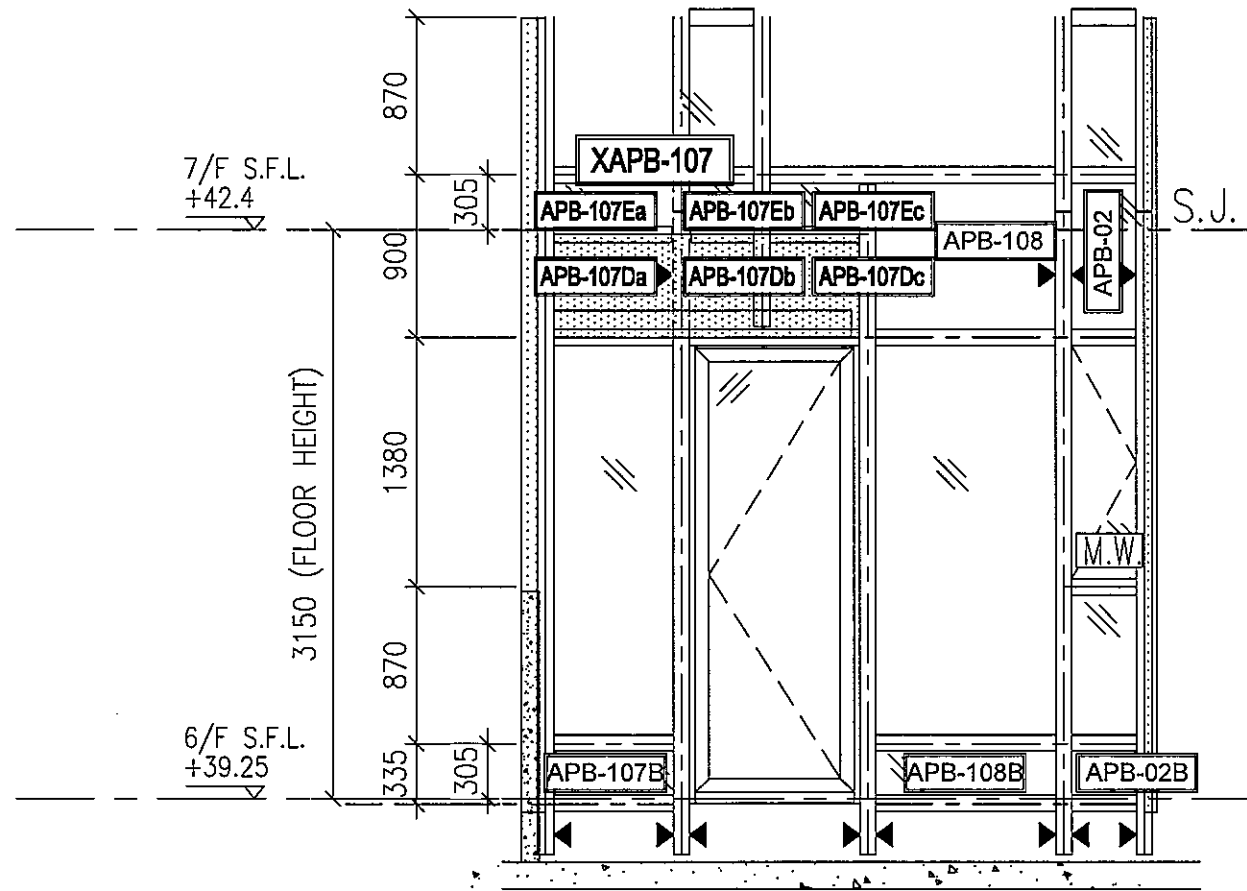 870
XAPB-107
7/F S.F.L.
+42.4
305
APB-107Ea
APB-107Eb
APB-107Ec
APB-02
S.J.
900
APB-108
APB-107Da
APB-107Db
APB-107Dc
3150 (FLOOR HEIGHT)
1380
M.W.
870
6/F S.F.L.
+39.25
335
305
APB-107B
APB-108B
APB-02B